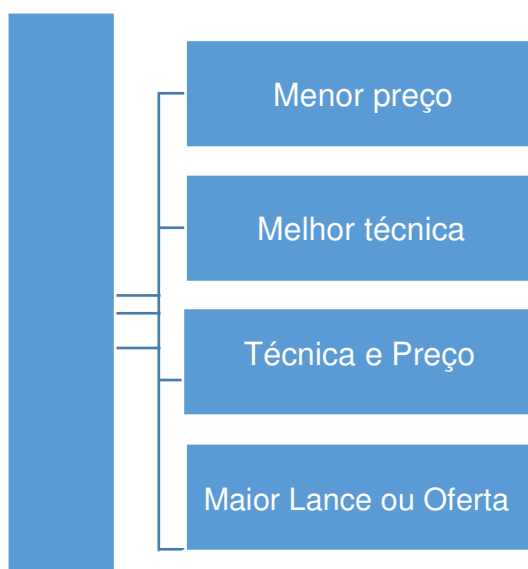 Menor preço
Melhor técnica
Técnica e Preço
Maior Lance ou Oferta